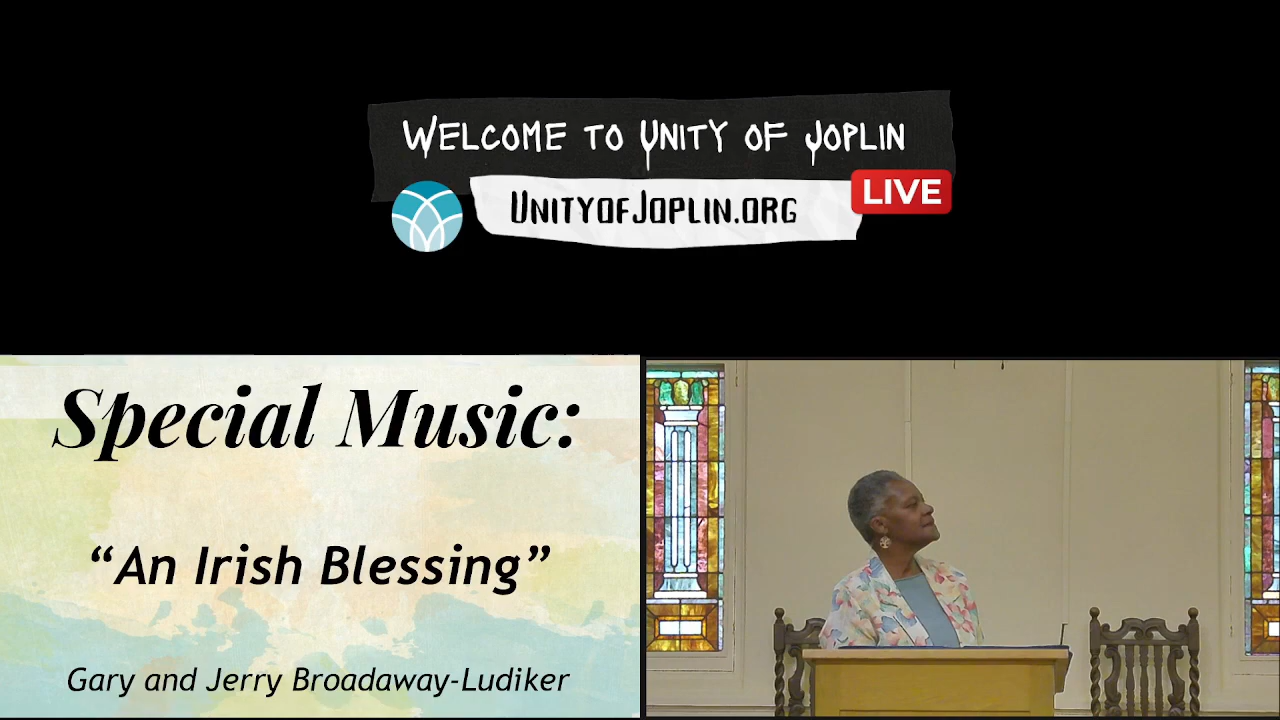 Welcome to Unity of Joplin
UnityofJoplin.org
LIVE
Special Music:
“An Irish Blessing”
Gary and Jerry Broadaway-Ludiker